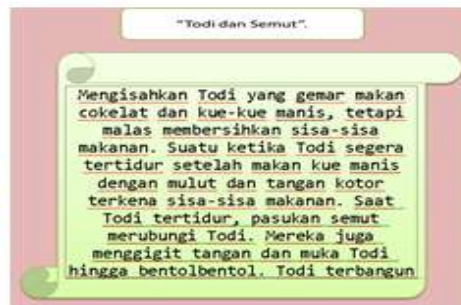 "Todi dan Semut".
Mengisahkan Todi yang gemar makan
cokelat dan kue-kue manis, tetapi
malas membersihkan sisa-sisa
makanan. Suatu ketika Todi segera
tertidur setelah makan kue manis
dengan mulut dan tangan kotor
terkena sisa-sisa makanan. Saat
Todi tertidur, pasukan semut
merubungi Todi. Mereka juga
menggigit tangan dan muka Todi
hingga bentolbentol. Todi terbangun